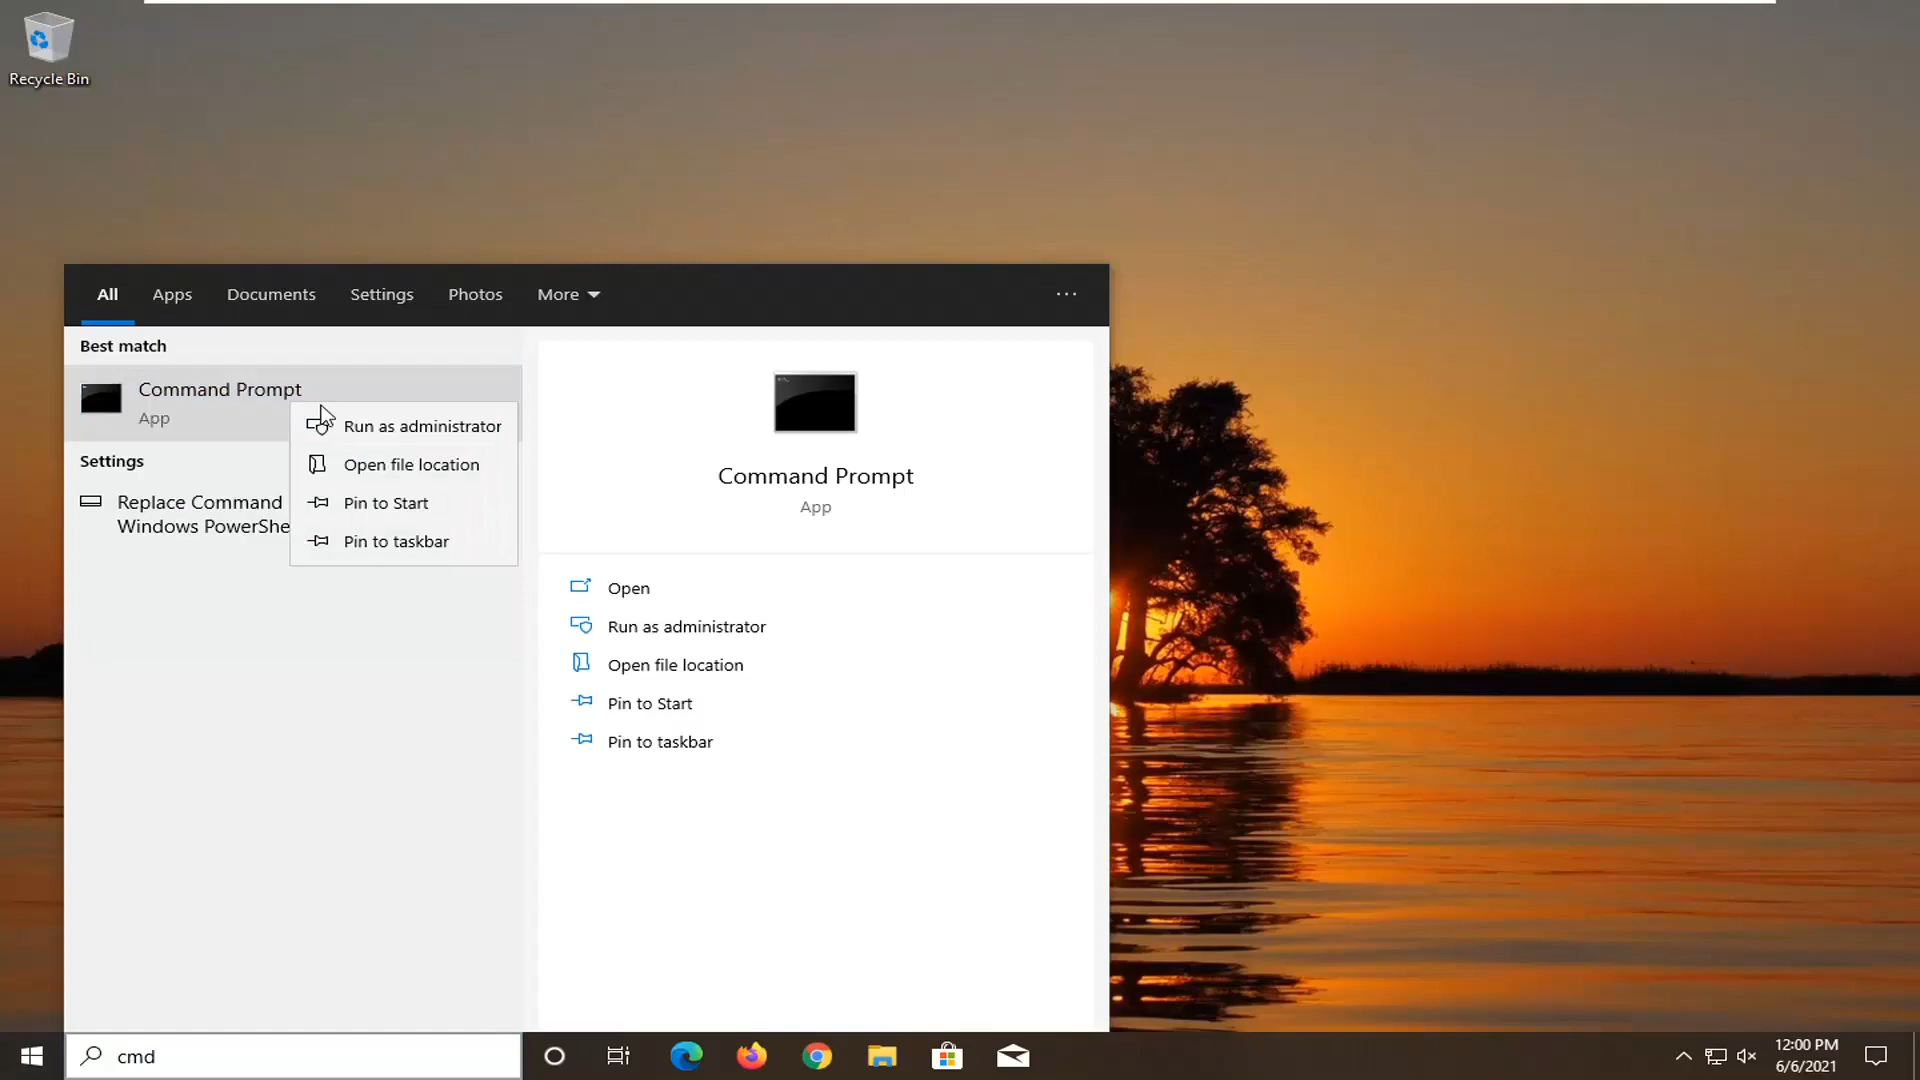 Recycle Bin
All Apps Documents Settings Photos More ...
Best match
Command Prompt
App
Settings
Replace Command
Windows PowerShe
Run as administrator
Open file location
Pin to Start
Pin to taskbar
Command Prompt
App
Open
Run as administrator
Open file location
Pin to Start
Pin to taskbar
cmd
12:00 PM
6/6/2021